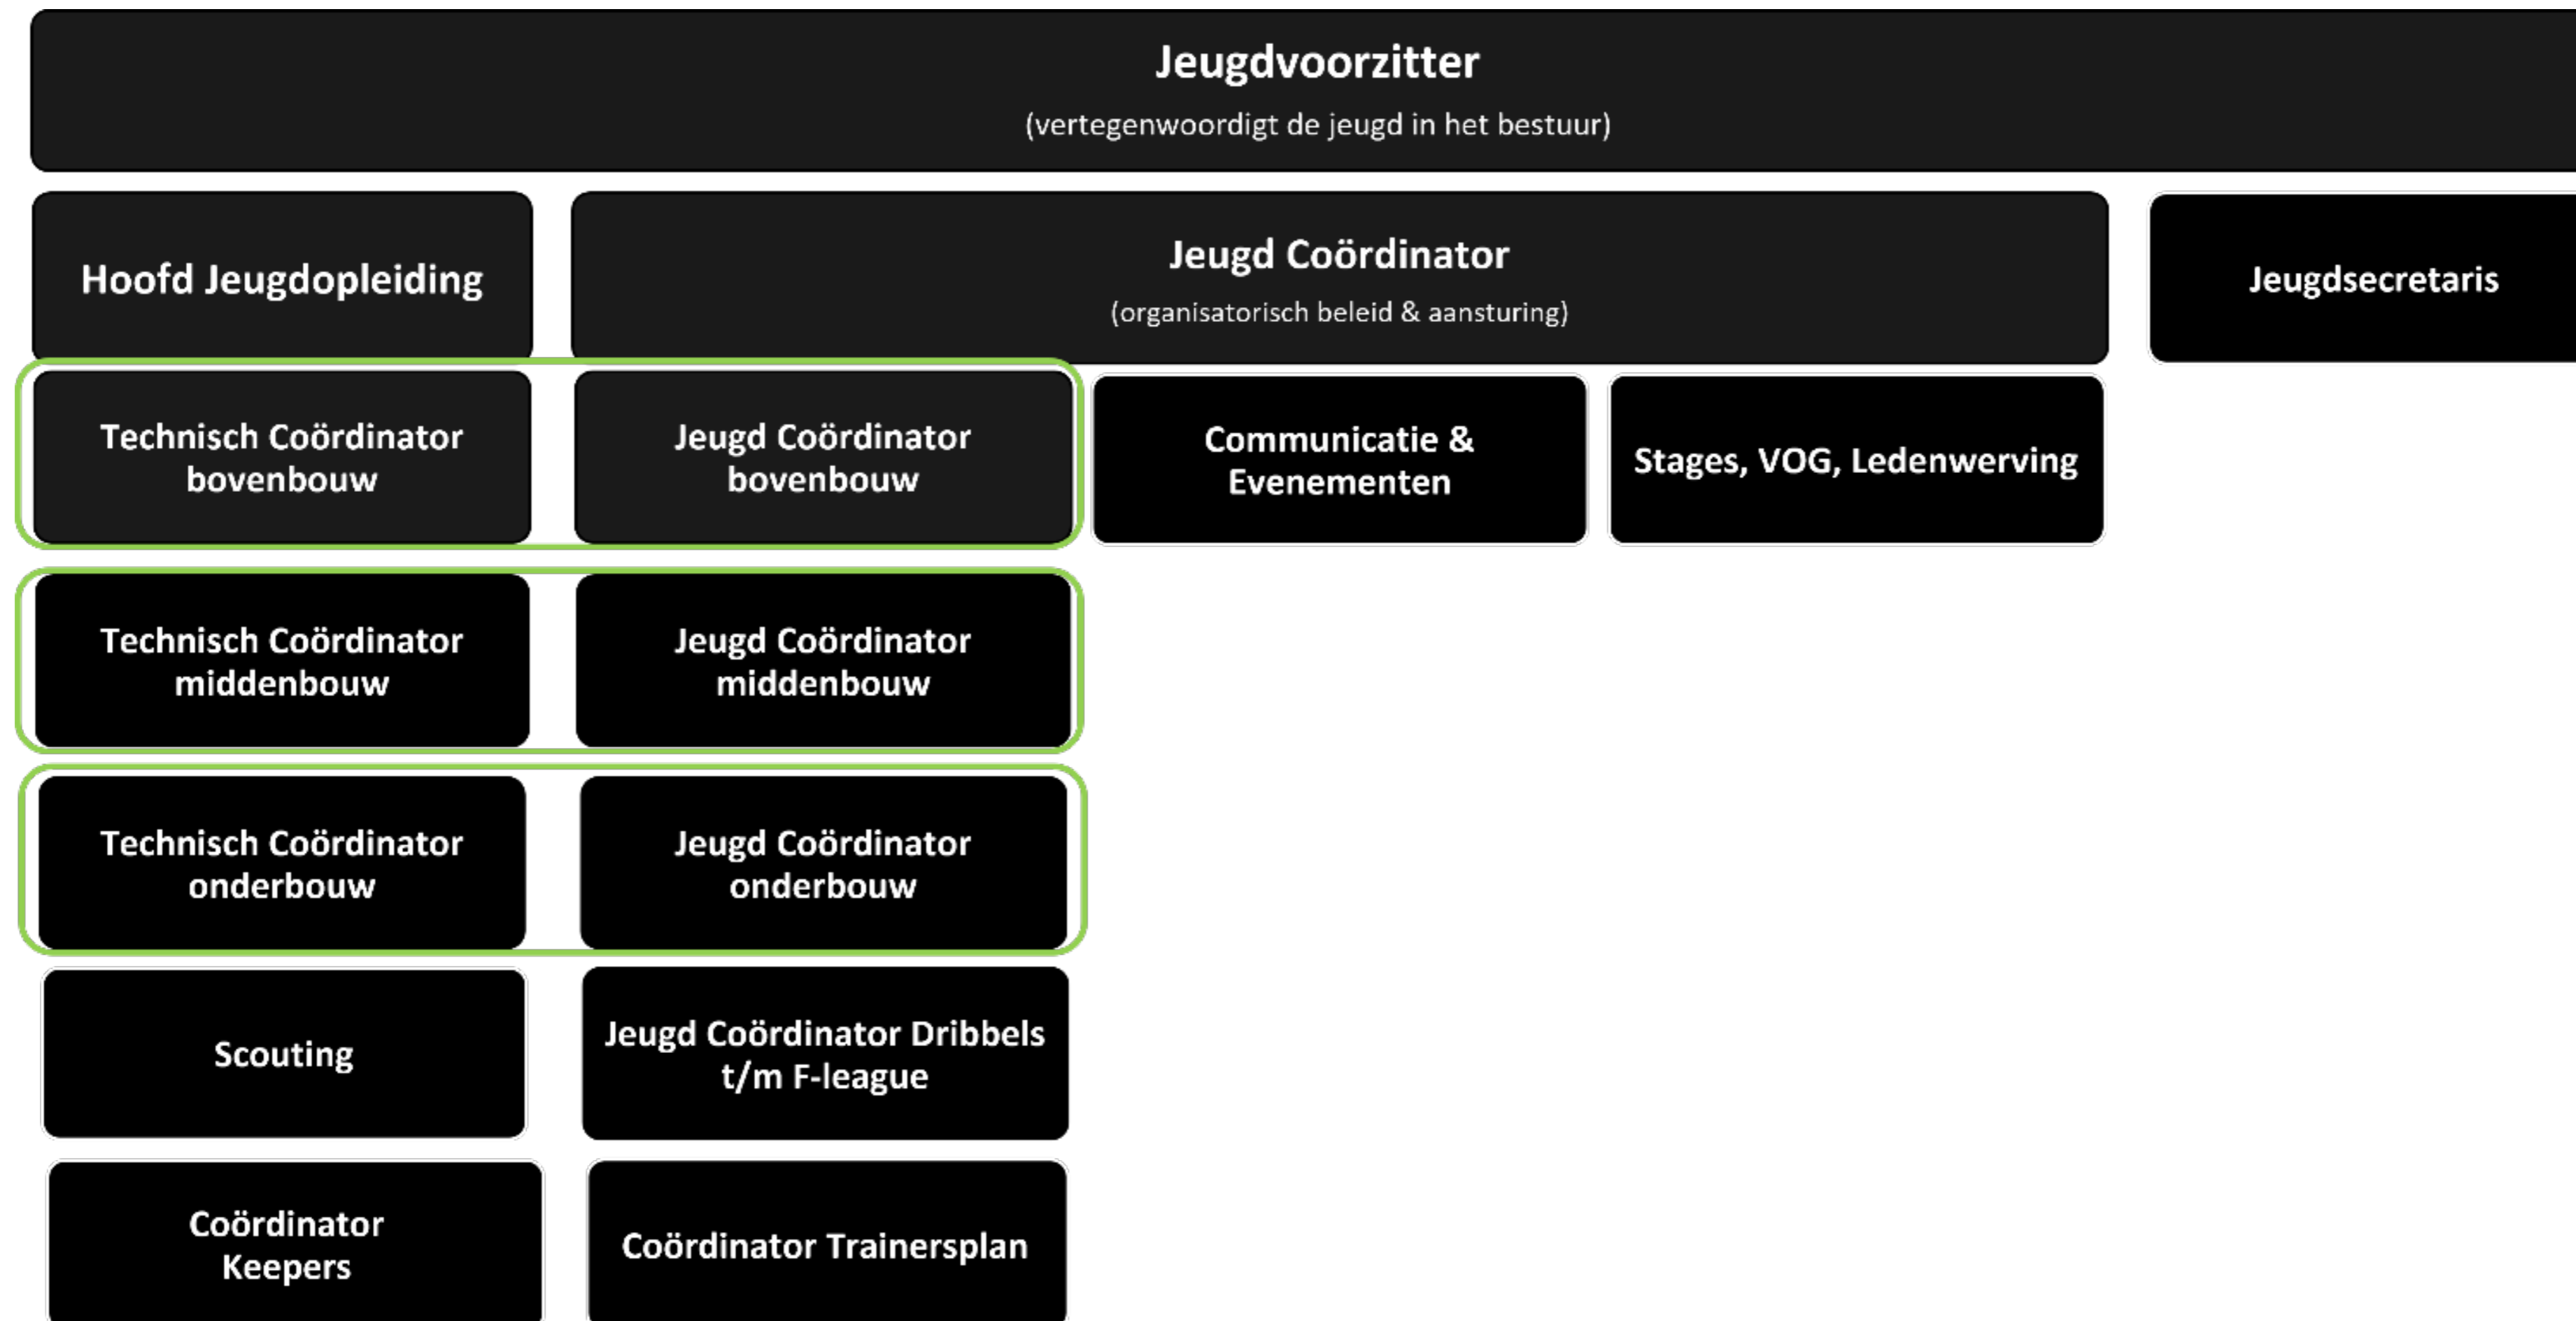 Jeugdvoorzitter
(vertegenwoordigt de jeugd in het bestuur)
Hoofd Jeugdopleiding
Jeugd Coördinator
(organisatorisch beleid & aansturing)
Jeugdsecretaris
Technisch Coördinator
bovenbouw
Jeugd Coördinator
bovenbouw
Communicatie &
Evenementen
Stages, VOG, Ledenwerving
Technisch Coördinator
middenbouw
Jeugd Coördinator
middenbouw
Technisch Coördinator
onderbouw
Jeugd Coördinator
onderbouw
Scouting
Jeugd Coördinator Dribbels
t/m F-league
Coördinator
Keepers
Coördinator Trainersplan